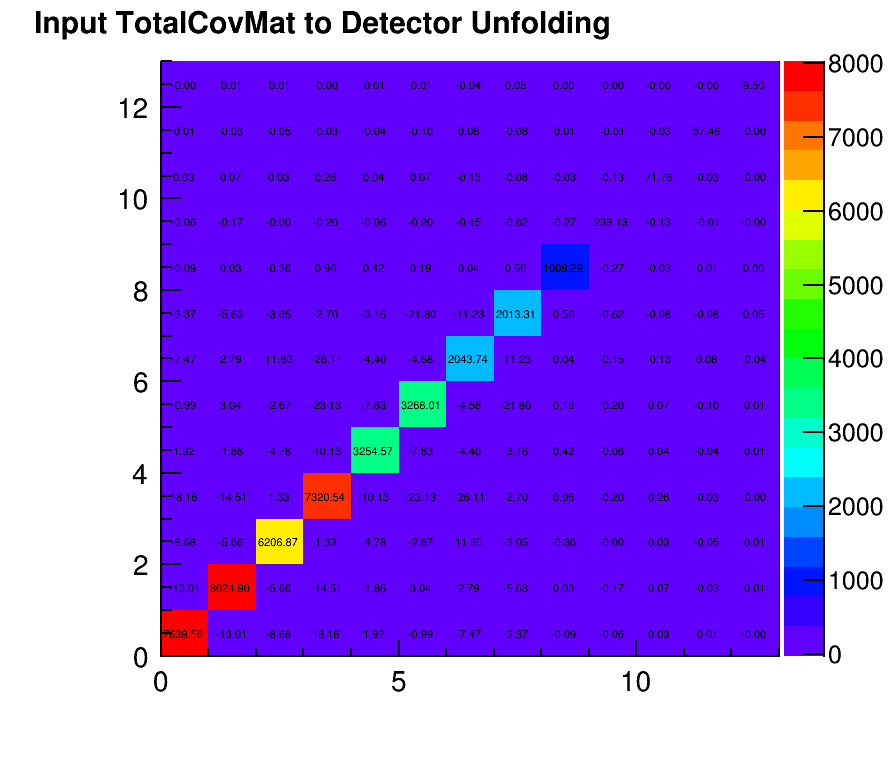 Input TotalCovMat to Detector Unfolding
0.00 0.01 0.01 -0.00 0.01 0.01 -0.04 0.05 0.00 -0.00 -0.00 -0.00 9.50
12
0.01 -0.03 -0.05 -0.03 -0.04 -0.10 0.08 -0.08 0.01 -0.01 -0.03 37.46 -0.00
0.03 0.07 0.03 0.26 0.04 0.07 -0.13 -0.08 -0.03 -0.13 71.76 -0.03 -0.00
10
-0.06 -0.17 -0.00 -0.20 -0.06 -0.20 -0.15 -0.62 -0.27 238.13 -0.13 -0.01 -0.00
-0.09 0.03 -0.36 0.96 0.42 0.19 0.04 0.56 1009.29 -0.27 -0.03 0.01 0.00
8
-3.37 -5.63 -3.05 -2.70 -3.16 -21.80 -11.23 2013.31 0.56 -0.62 -0.08 -0.08 0.05
-7.47 2.79 11.60 -26.11 -4.40 -4.58 2043.74 -11.23 0.04 -0.15 -0.13 0.08 -0.04
6
-0.99 3.04 -2.67 -23.13 -7.83 3268.01 -4.58 -21.80 0.19 -0.20 0.07 -0.10 0.01
1.92 -1.86 -4.78 -10.13 3254.57 -7.83 -4.40 -3.16 0.42 -0.06 0.04 -0.04 0.01
4
18.16 -14.51 1.33 7320.54 -10.13 -23.13 -26.11 -2.70 0.96 -0.20 0.26 -0.03 -0.00
-8.68 -5.66 6206.87 1.33 -4.78 -2.67 11.60 -3.05 -0.36 -0.00 0.03 -0.05 0.01
2
-13.01 8024.90 -5.66 -14.51 -1.86 3.04 2.79 -5.63 0.03 -0.17 0.07 -0.03 0.01
7639.56 -13.01 -8.68 18.16 1.92 -0.99 -7.47 -3.37 -0.09 -0.06 0.03 0.01 -0.00
0
0 5 10
8000
7000
6000
5000
4000
3000
2000
1000
0